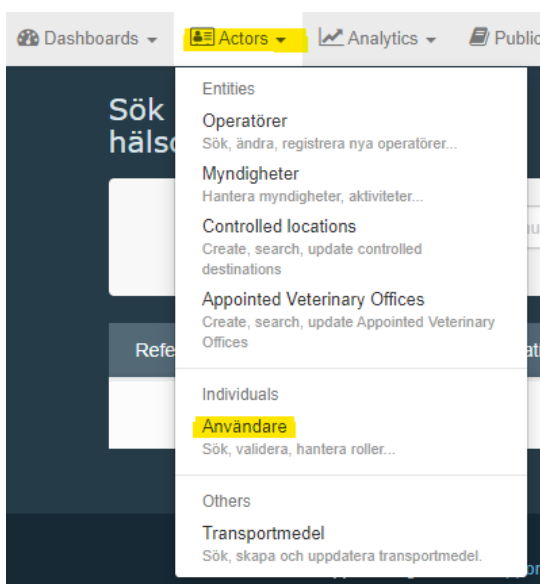 Dashboards Actors Analytics
Sök
Entities
Operatörer
Sök, ändra, registrera nya operatörer...
Myndigheter
Hantera myndigheter, aktiviteter...
Controlled locations
Create, search, update controlled
destinations
Appointed Veterinary Offices
Create, search, update Appointed Veterinary
Offices
Individuals
Användare
Sök, validera, hantera roller...
Others
Transportmedel
Sök, skapa och uppdatera transportmedel.